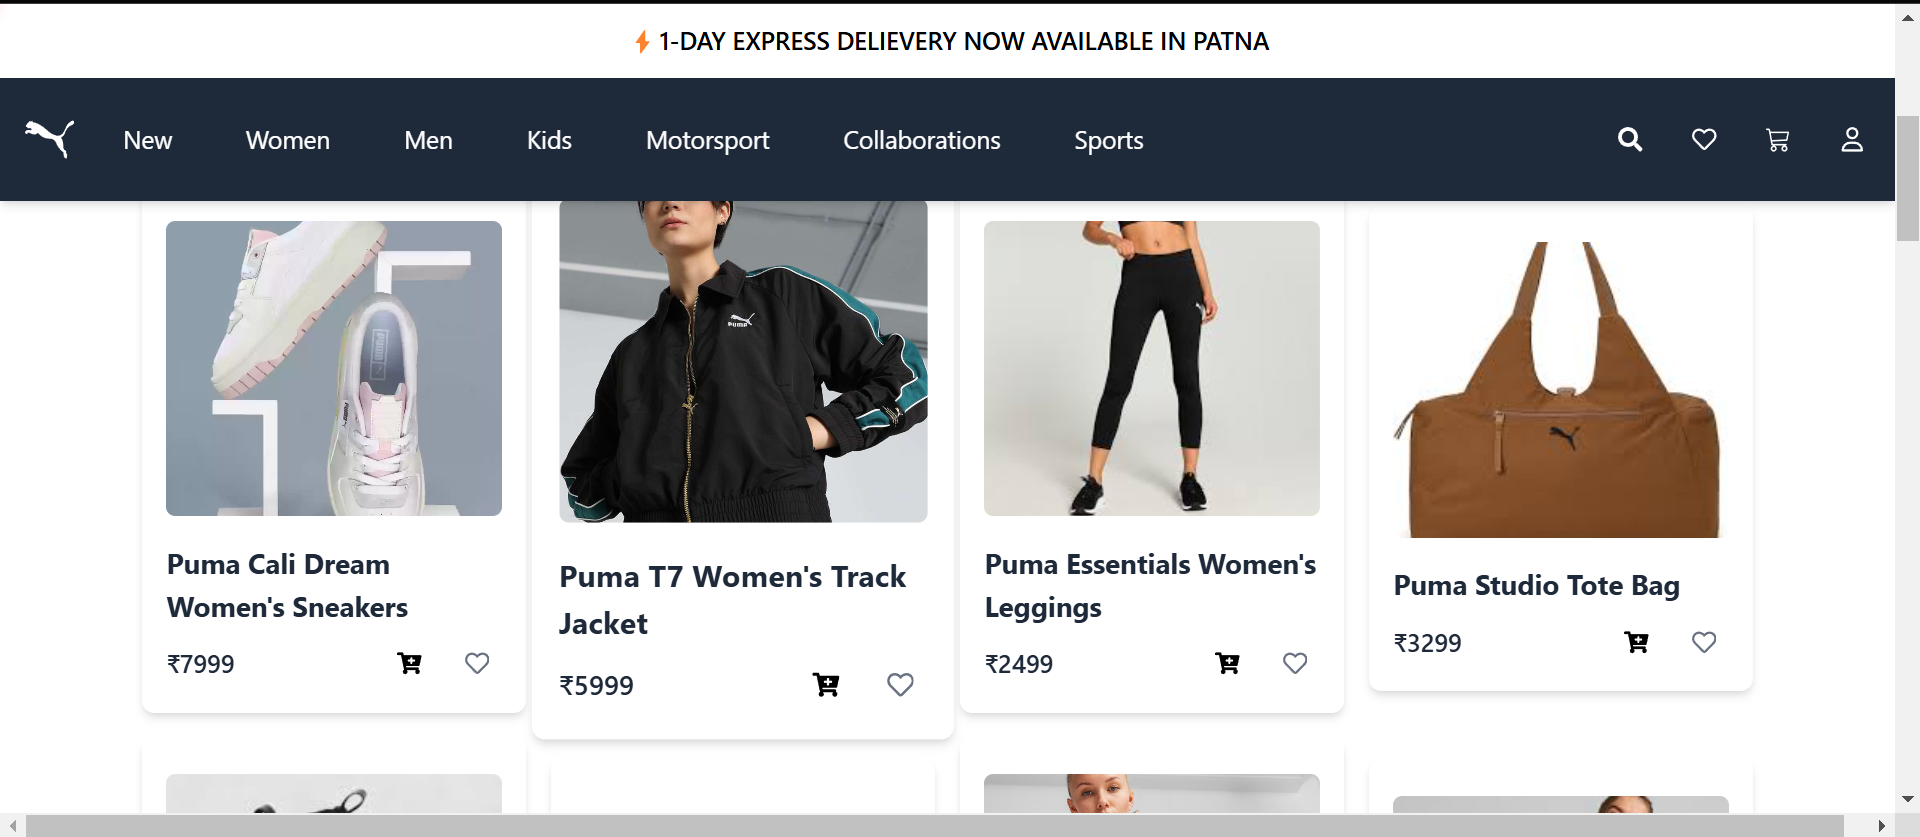 1-DAY EXPRESS DELIEVERY NOW AVAILABLE IN PATNA
New Women Men Kids Motorsport Collaborations Sports
PUMA
Puma Cali Dream
Women's Sneakers
₹7999
Puma T7 Women's Track
Jacket
₹5999
Puma Essentials Women's
Leggings
₹2499
Puma Studio Tote Bag
₹3299